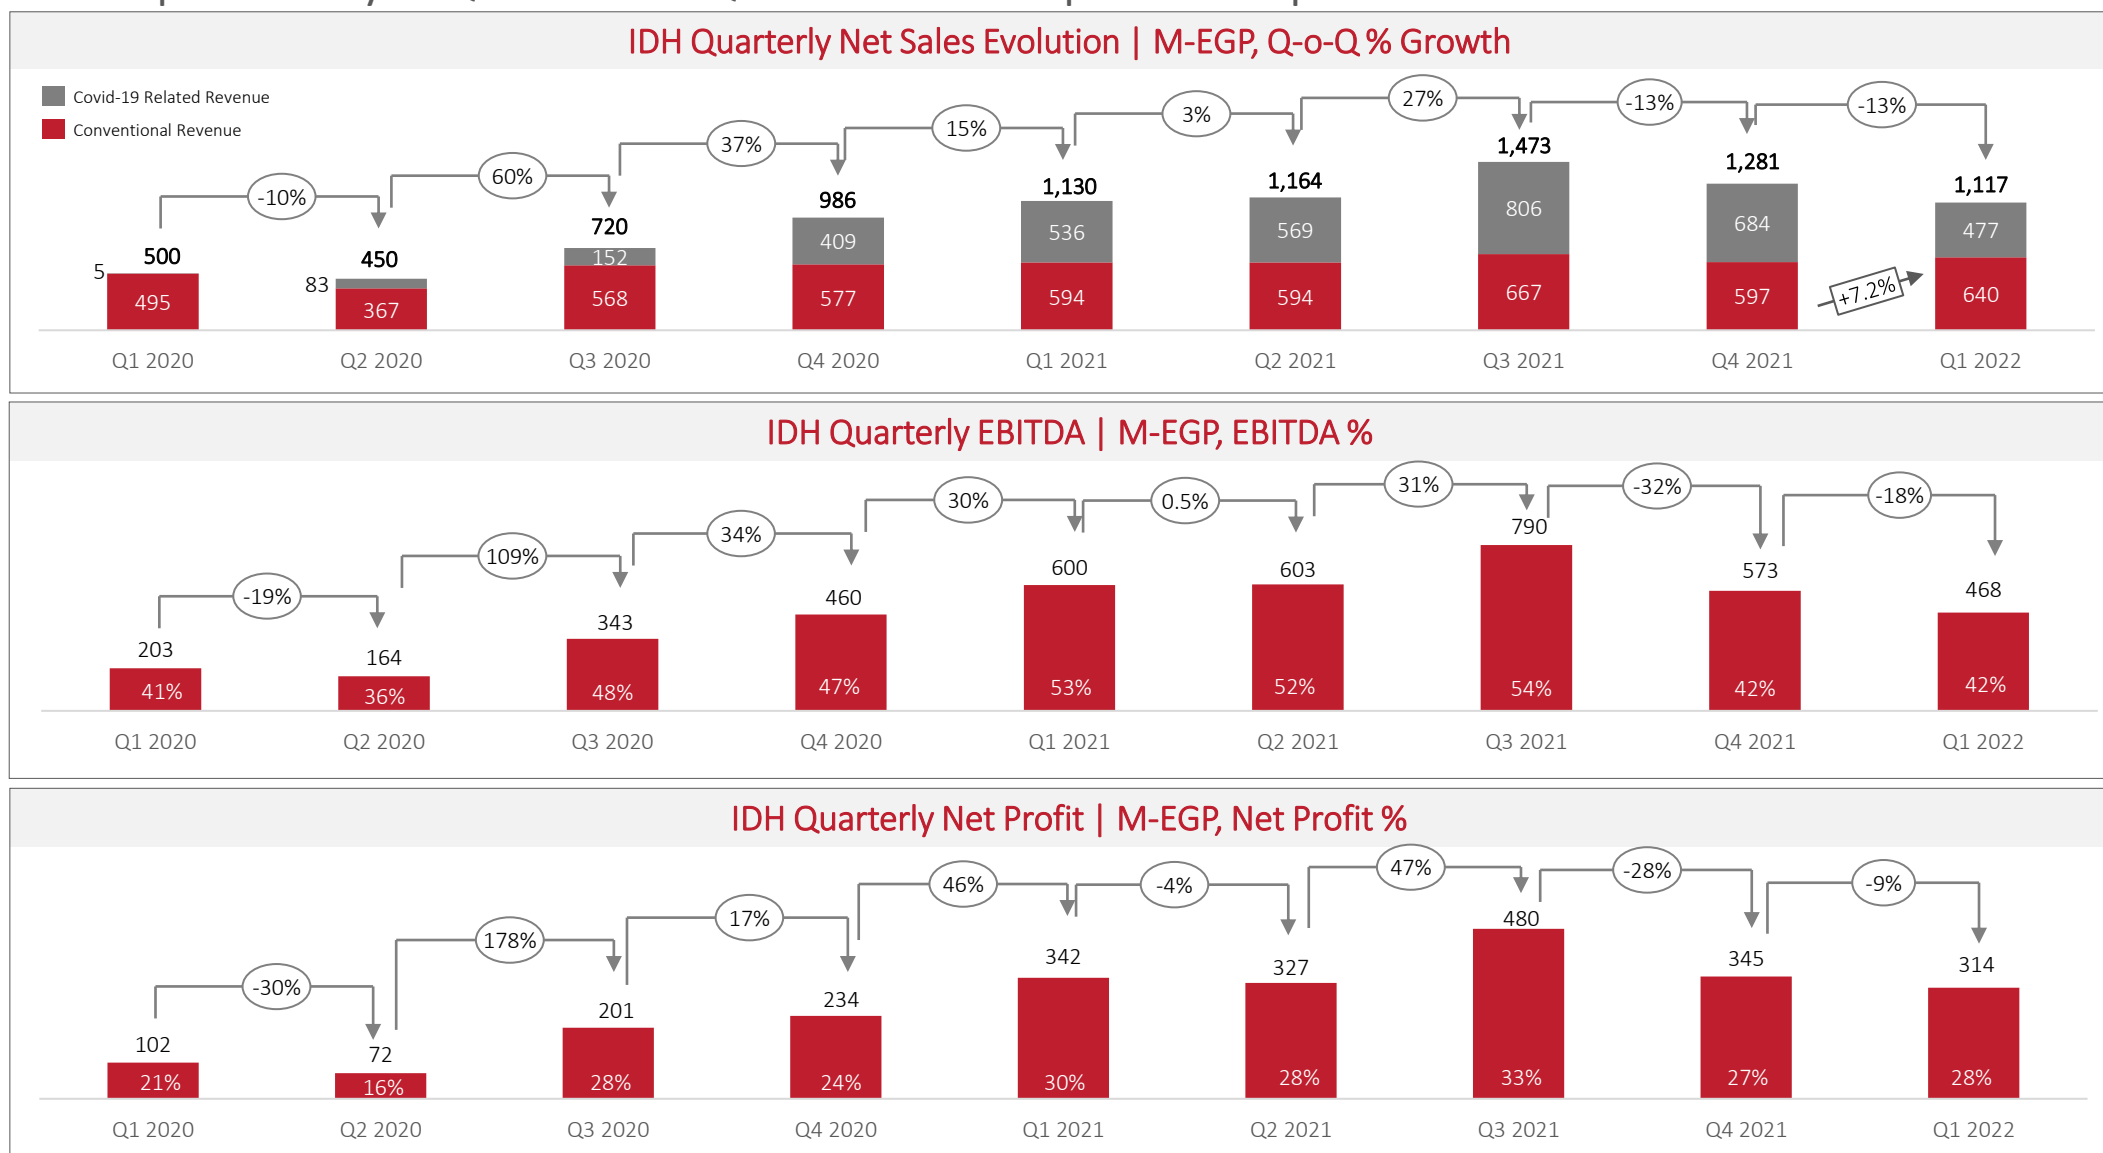 IDH Quarterly Net Sales Evolution | M-EGP, Q-o-Q % Growth
Covid-19 Related Revenue
Conventional Revenue
-10% 60% 37% 15% 3% 27% -13% -13%
500 450 720 986 1,130 1,164 1,473 1,281 1,117
5 83 152 409 536 569 806 684 477
495 367 568 577 594 594 667 597 +7.2% 640
Q1 2020 Q2 2020 Q3 2020 Q4 2020 Q1 2021 Q2 2021 Q3 2021 Q4 2021 Q1 2022
IDH Quarterly EBITDA | M-EGP, EBITDA %
-19% 109% 34% 30% 0.5% 31% -32% -18%
203 164 343 460 600 603 790 573 468
41% 36% 48% 47% 53% 52% 54% 42% 42%
Q1 2020 Q2 2020 Q3 2020 Q4 2020 Q1 2021 Q2 2021 Q3 2021 Q4 2021 Q1 2022
IDH Quarterly Net Profit | M-EGP, Net Profit %
-30% 178% 17% 46% -4% 47% -28% -9%
102 72 201 234 342 327 480 345 314
21% 16% 28% 24% 30% 28% 33% 27% 28%
Q1 2020 Q2 2020 Q3 2020 Q4 2020 Q1 2021 Q2 2021 Q3 2021 Q4 2021 Q1 2022